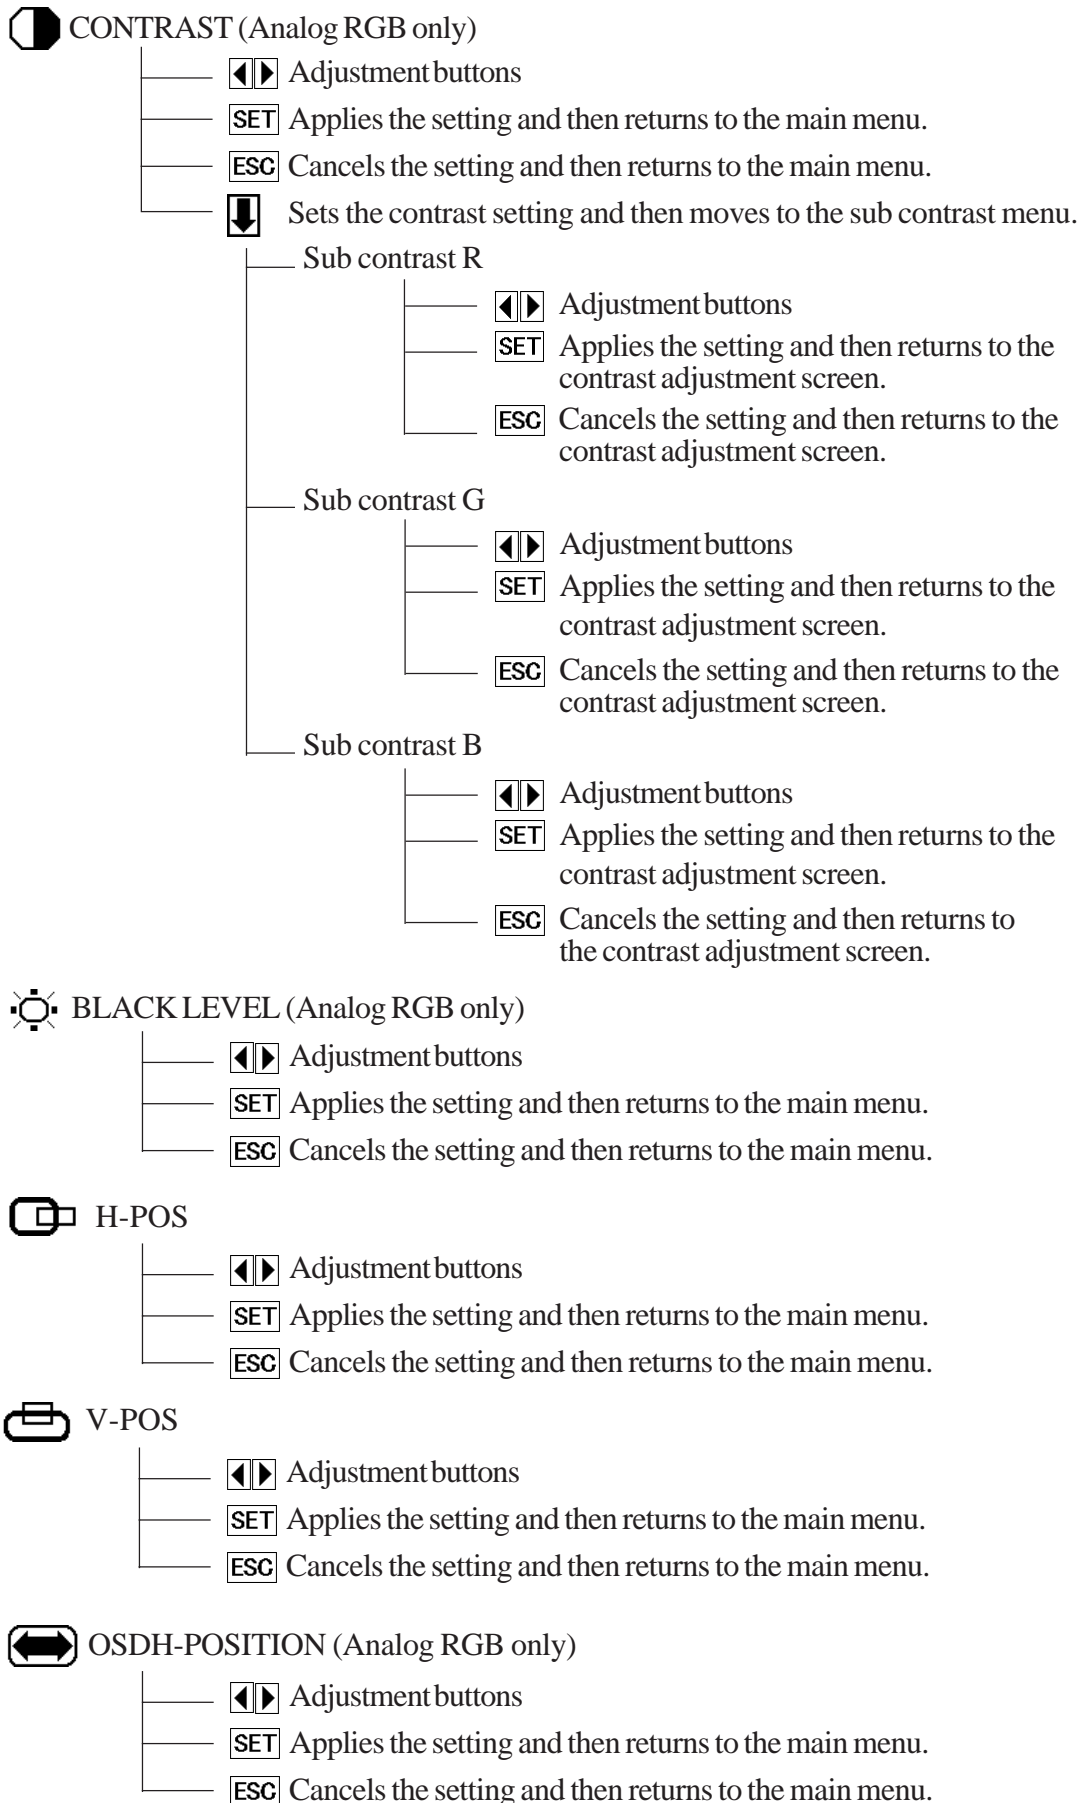 CONTRAST (Analog RGB only)
Adjustment buttons
SET Applies the setting and then returns to the main menu.
ESC Cancels the setting and then returns to the main menu.
Sets the contrast setting and then moves to the sub contrast menu.
Sub contrast R
Adjustment buttons
SET Applies the setting and then returns to the
contrast adjustment screen.
ESC Cancels the setting and then returns to the
contrast adjustment screen.
Sub contrast G
Adjustment buttons
SET Applies the setting and then returns to the
contrast adjustment screen.
ESC Cancels the setting and then returns to the
contrast adjustment screen.
Sub contrast B
Adjustment buttons
SET Applies the setting and then returns to the
contrast adjustment screen.
ESC Cancels the setting and then returns to
the contrast adjustment screen.
BLACK LEVEL (Analog RGB only)
Adjustment buttons
SET Applies the setting and then returns to the main menu.
ESC Cancels the setting and then returns to the main menu.
H-POS
Adjustment buttons
SET Applies the setting and then returns to the main menu.
ESC Cancels the setting and then returns to the main menu.
V-POS
Adjustment buttons
SET Applies the setting and then returns to the main menu.
ESC Cancels the setting and then returns to the main menu.
OSDH-POSITION (Analog RGB only)
Adjustment buttons
SET Applies the setting and then returns to the main menu.
ESC Cancels the setting and then returns to the main menu.